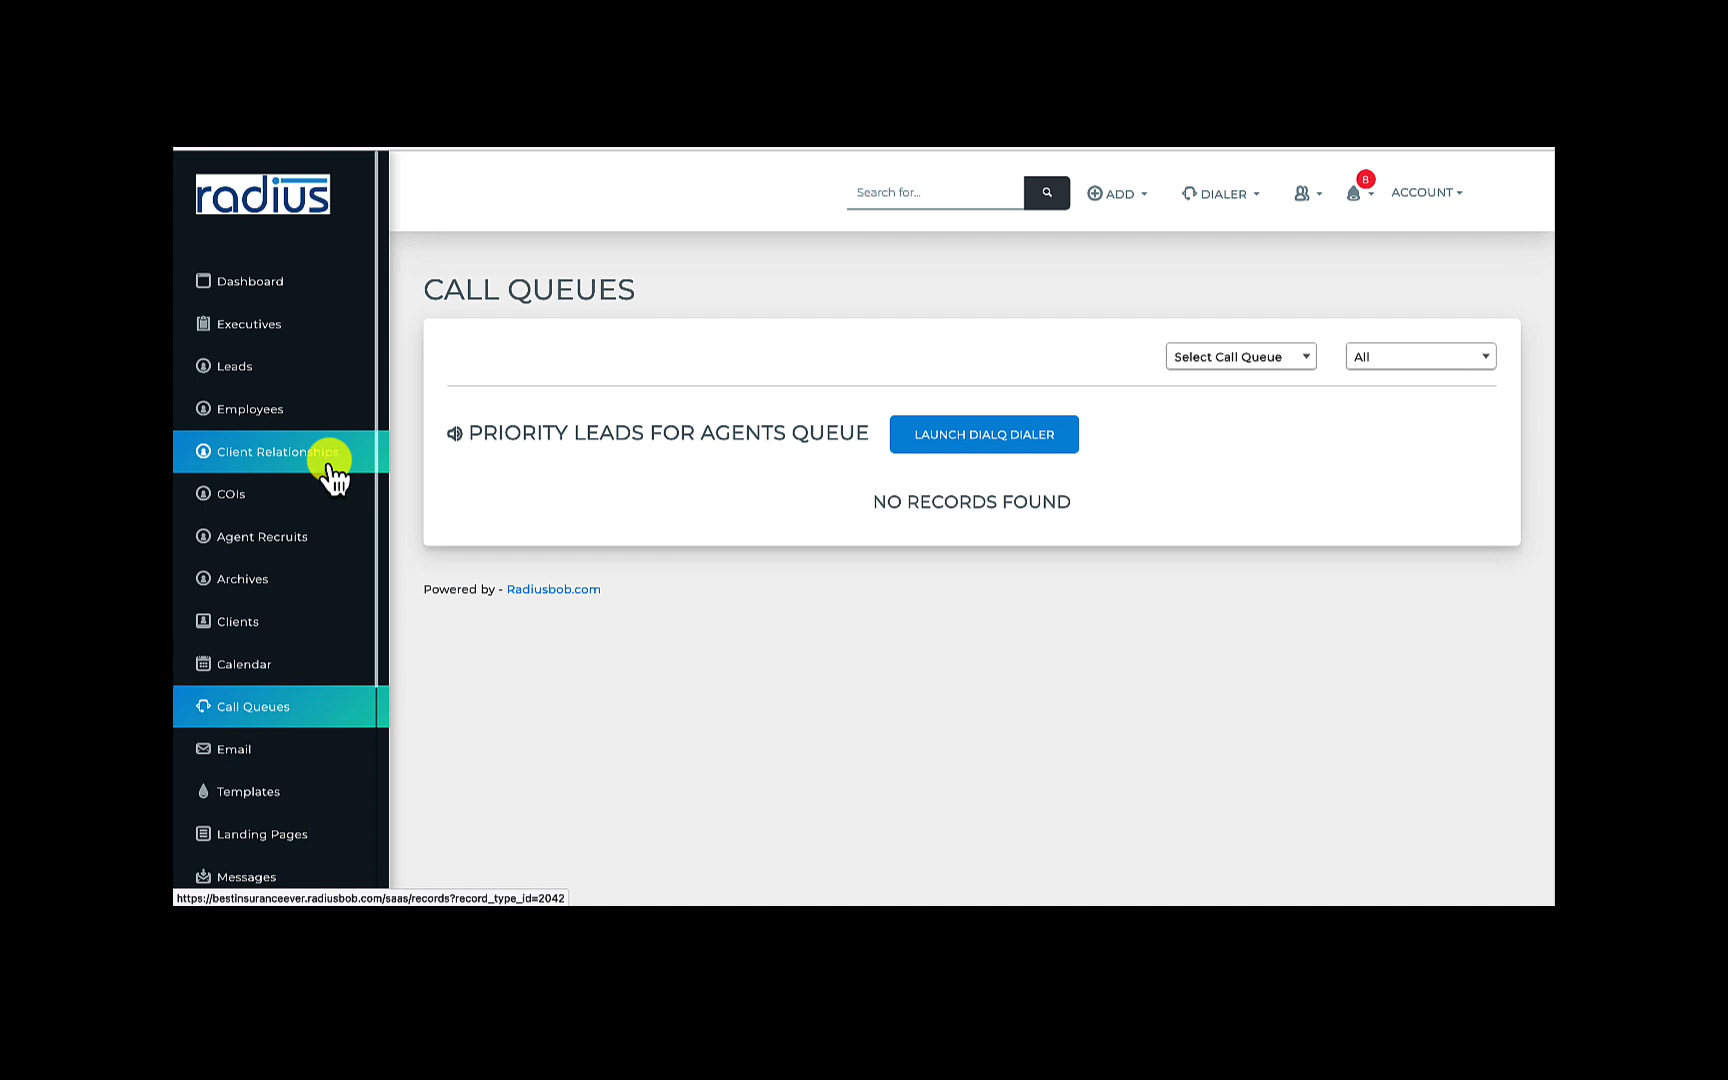 radius
Search for...
ADD
DIALER
8
ACCOUNT
Dashboard
Executives
Leads
Employees
Client Relationships
COIs
Agent Recruits
Archives
Clients
Calendar
Call Queues
Email
Templates
Landing Pages
Messages
CALL QUEUES
Select Call Queue
All
PRIORITY LEADS FOR AGENTS QUEUE
LAUNCH DIALQ DIALER
NO RECORDS FOUND
Powered by - Radiusbob.com
https://bestinsuranceever.radiusbob.com/saas/records?record_type_id=2042